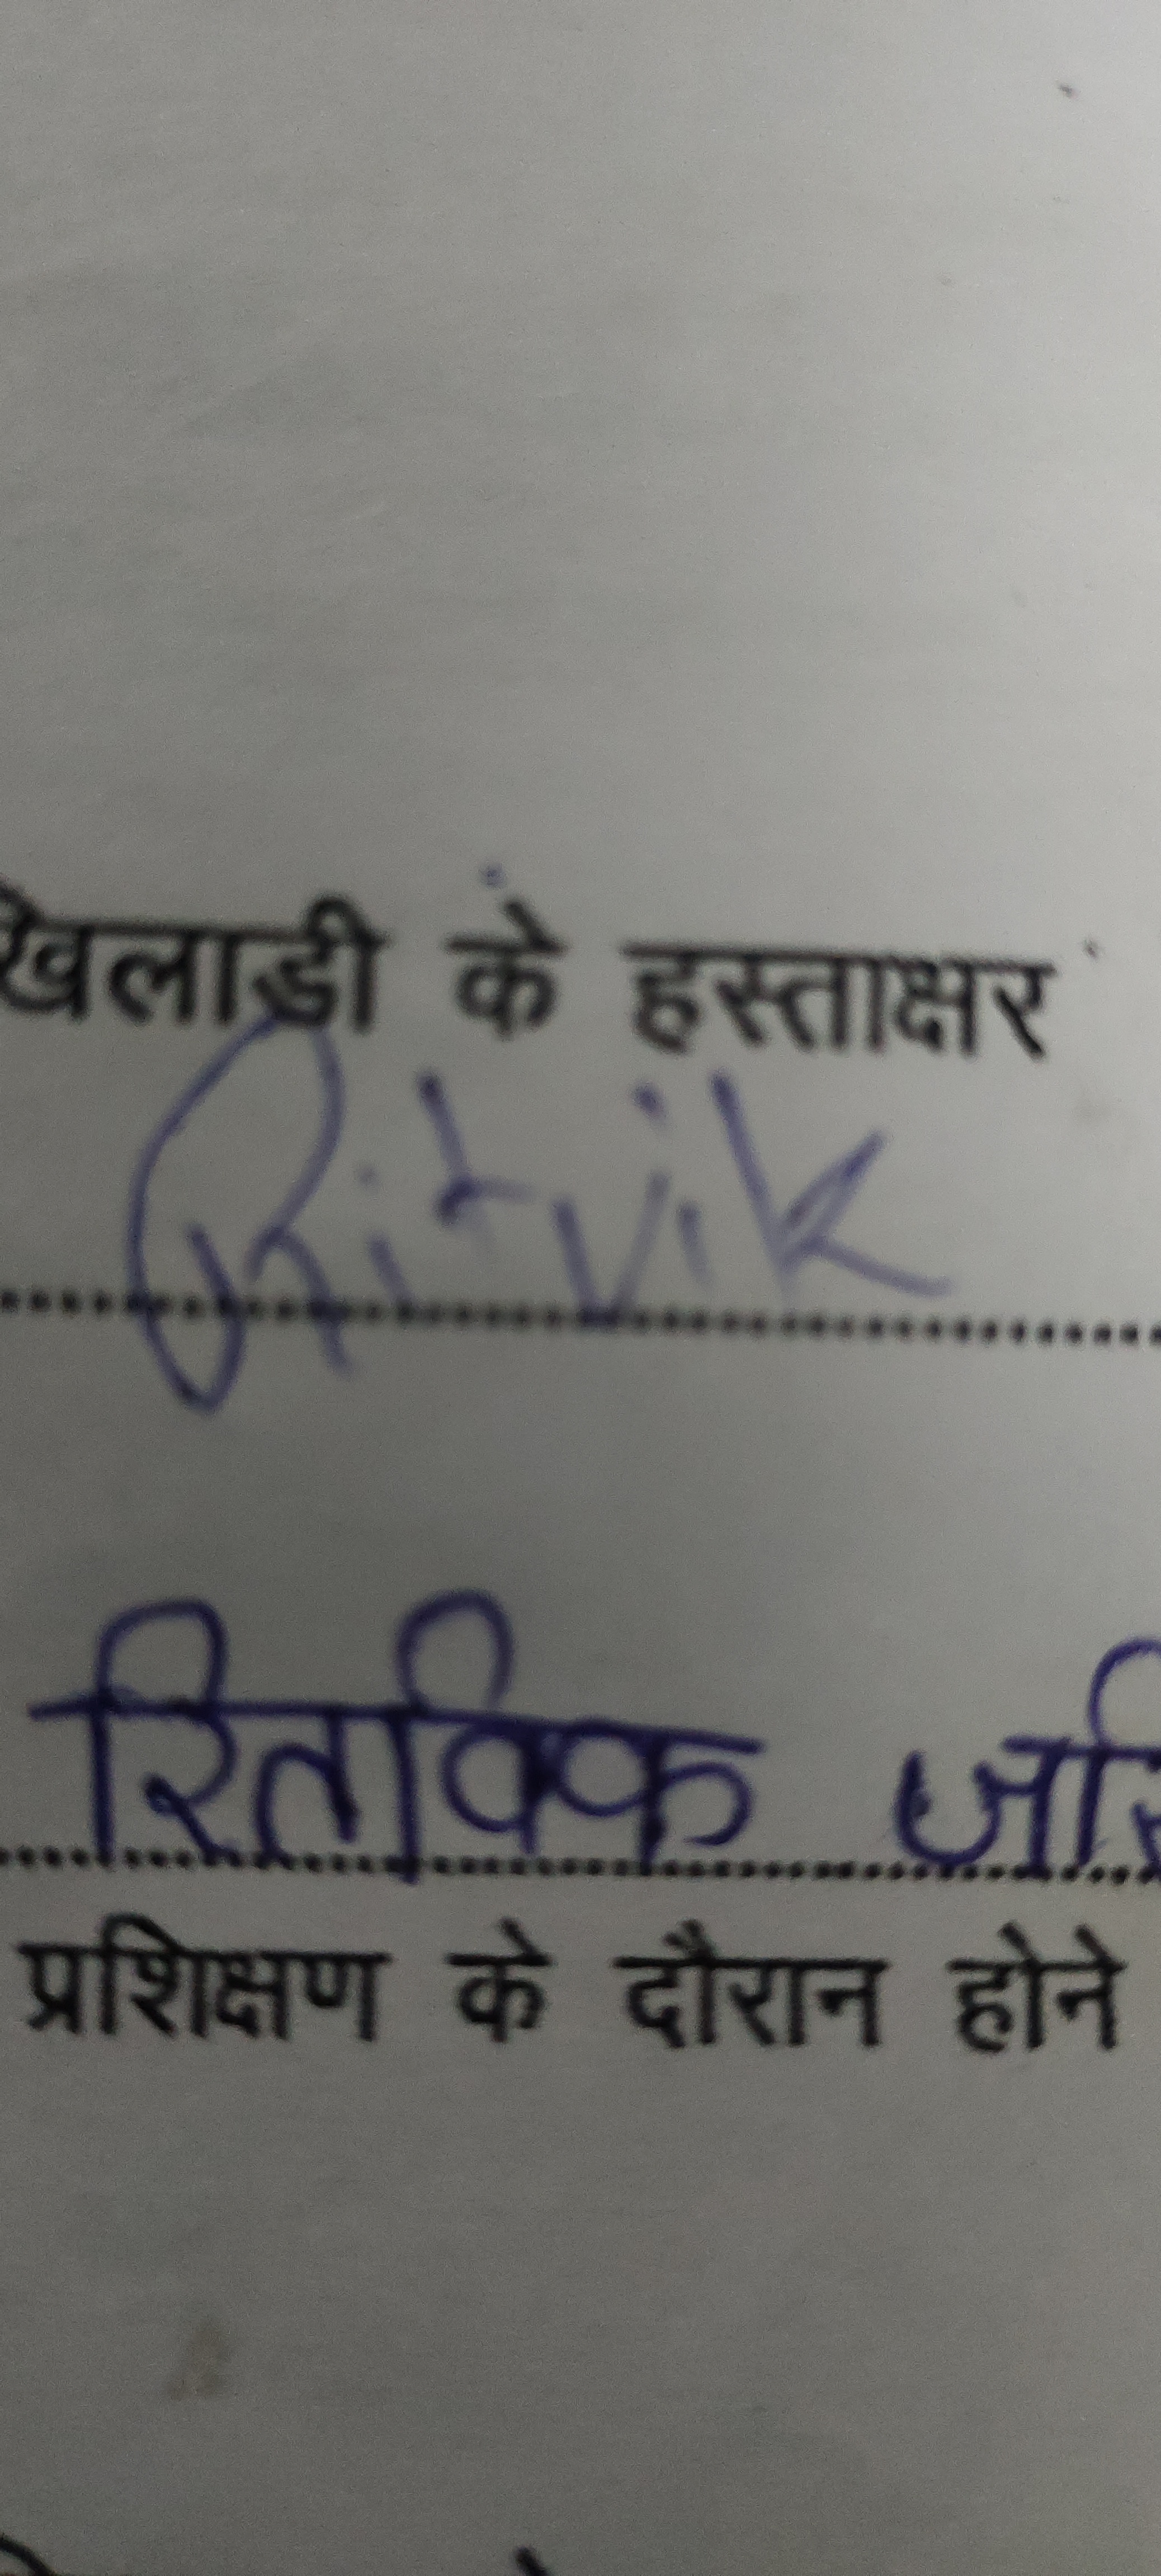 खिलाडी के हस्ताक्षर
Ritvik
रितविक
प्रशिक्षण के दौरान होने